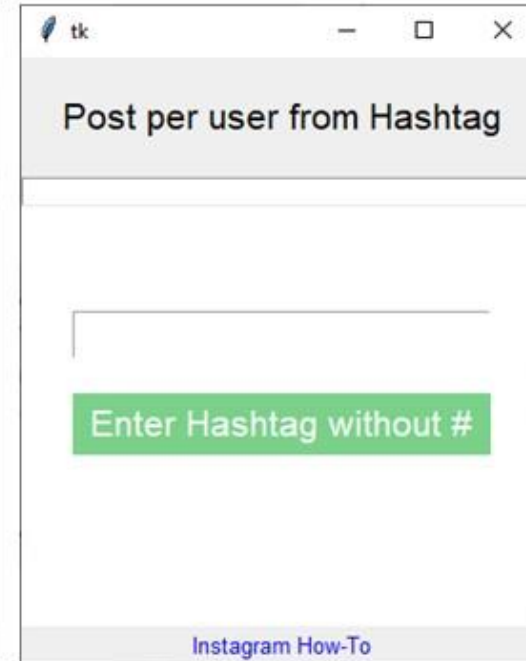 tk
Post per user from Hashtag
Enter Hashtag without #
Instagram How-To